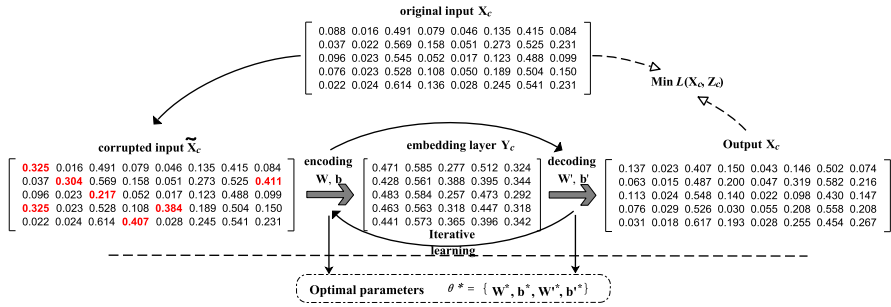 original input X_c
0.088 0.016 0.491 0.079 0.046 0.135 0.415 0.084
0.037 0.022 0.569 0.158 0.051 0.273 0.525 0.231
0.096 0.023 0.545 0.052 0.017 0.123 0.488 0.099
0.076 0.023 0.528 0.108 0.050 0.189 0.504 0.150
0.022 0.024 0.614 0.136 0.028 0.245 0.541 0.231
Min L(X_c, Z_c)
corrupted input X̃_c
0.325 0.016 0.491 0.079 0.046 0.135 0.415 0.084
0.037 0.304 0.569 0.158 0.051 0.273 0.525 0.411
0.096 0.023 0.217 0.052 0.017 0.123 0.488 0.099
0.325 0.023 0.528 0.108 0.384 0.189 0.504 0.150
0.022 0.024 0.614 0.407 0.028 0.245 0.541 0.231
encoding
W, b
embedding layer Y_c
0.471 0.585 0.277 0.512 0.324
0.428 0.561 0.388 0.395 0.344
0.483 0.584 0.257 0.473 0.292
0.463 0.563 0.318 0.447 0.318
0.441 0.573 0.365 0.396 0.342
decoding
W', b'
Output X_c
0.137 0.023 0.407 0.150 0.043 0.146 0.502 0.074
0.063 0.015 0.487 0.200 0.047 0.319 0.582 0.216
0.113 0.024 0.548 0.140 0.022 0.098 0.430 0.147
0.076 0.029 0.526 0.030 0.055 0.208 0.558 0.208
0.031 0.018 0.617 0.193 0.028 0.255 0.454 0.267
Iterative
learning
Optimal parameters θ* = { W*, b*, W'*, b'* }